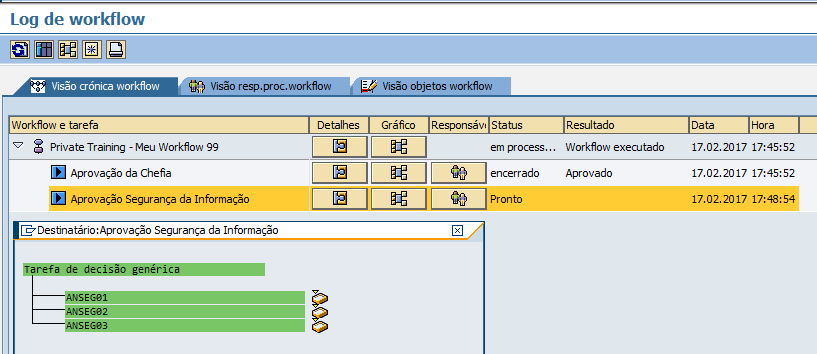 Log de workflow
Visão crónica workflow Visão resp.proc.workflow Visão objetos workflow
Workflow e tarefa Detalhes Gráfico Responsáv Status Resultado Data Hora
Private Training - Meu Workflow 99 em process... Workflow executado 17.02.2017 17:45:52
Aprovação da Chefia encerrado Aprovado 17.02.2017 17:45:52
Aprovação Segurança da Informação Pronto 17.02.2017 17:48:54
Destinatário:Aprovação Segurança da Informação
Tarefa de decisão genérica
ANSEG01
ANSEG02
ANSEG03